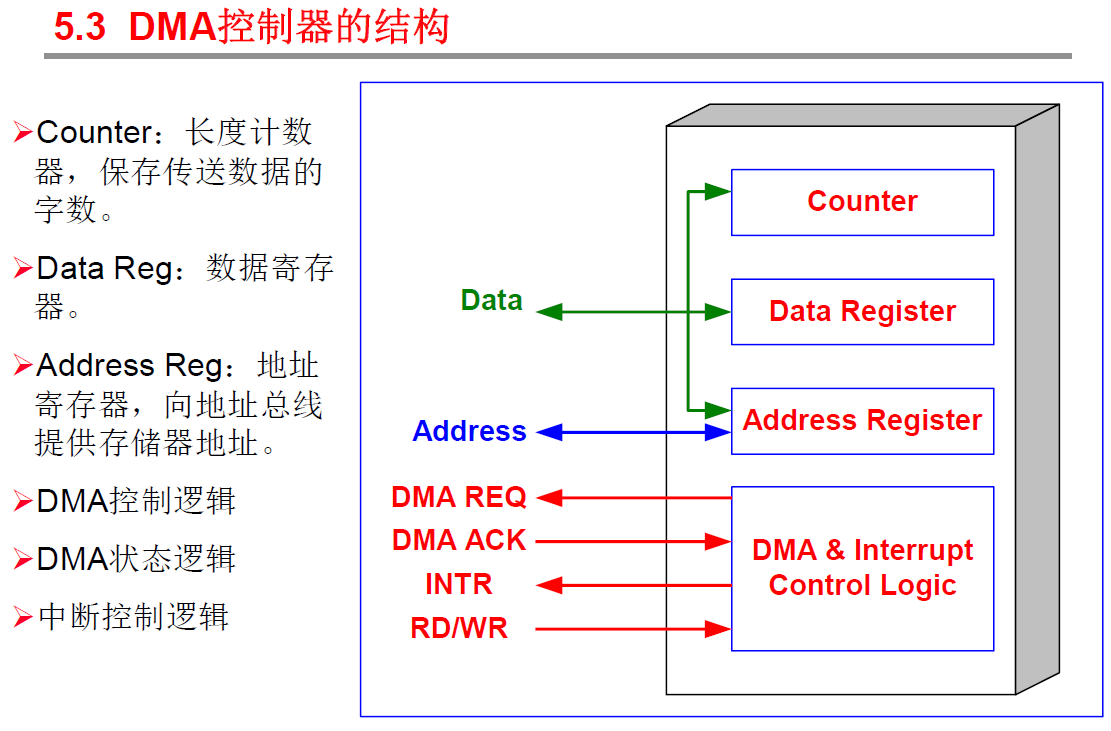 5.3 DMA控制器的结构
➢Counter：长度计数
器，保存传送数据的
字数。
➢Data Reg：数据寄存
器。
➢Address Reg：地址
寄存器，向地址总线
提供存储器地址。
➢DMA控制逻辑
➢DMA状态逻辑
➢中断控制逻辑
Counter
Data
Data Register
Address
Address Register
DMA REQ
DMA ACK
INTR
RD/WR
DMA & Interrupt
Control Logic